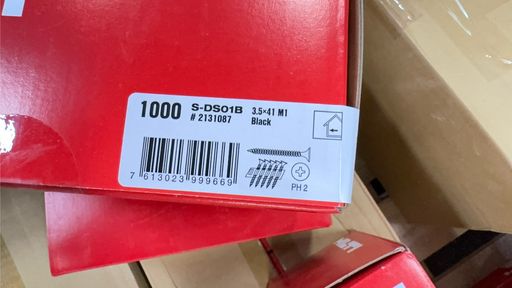 1000 S-DS01B 3.5×41 M1
# 2131087 Black
7 613023 999669
PH 2